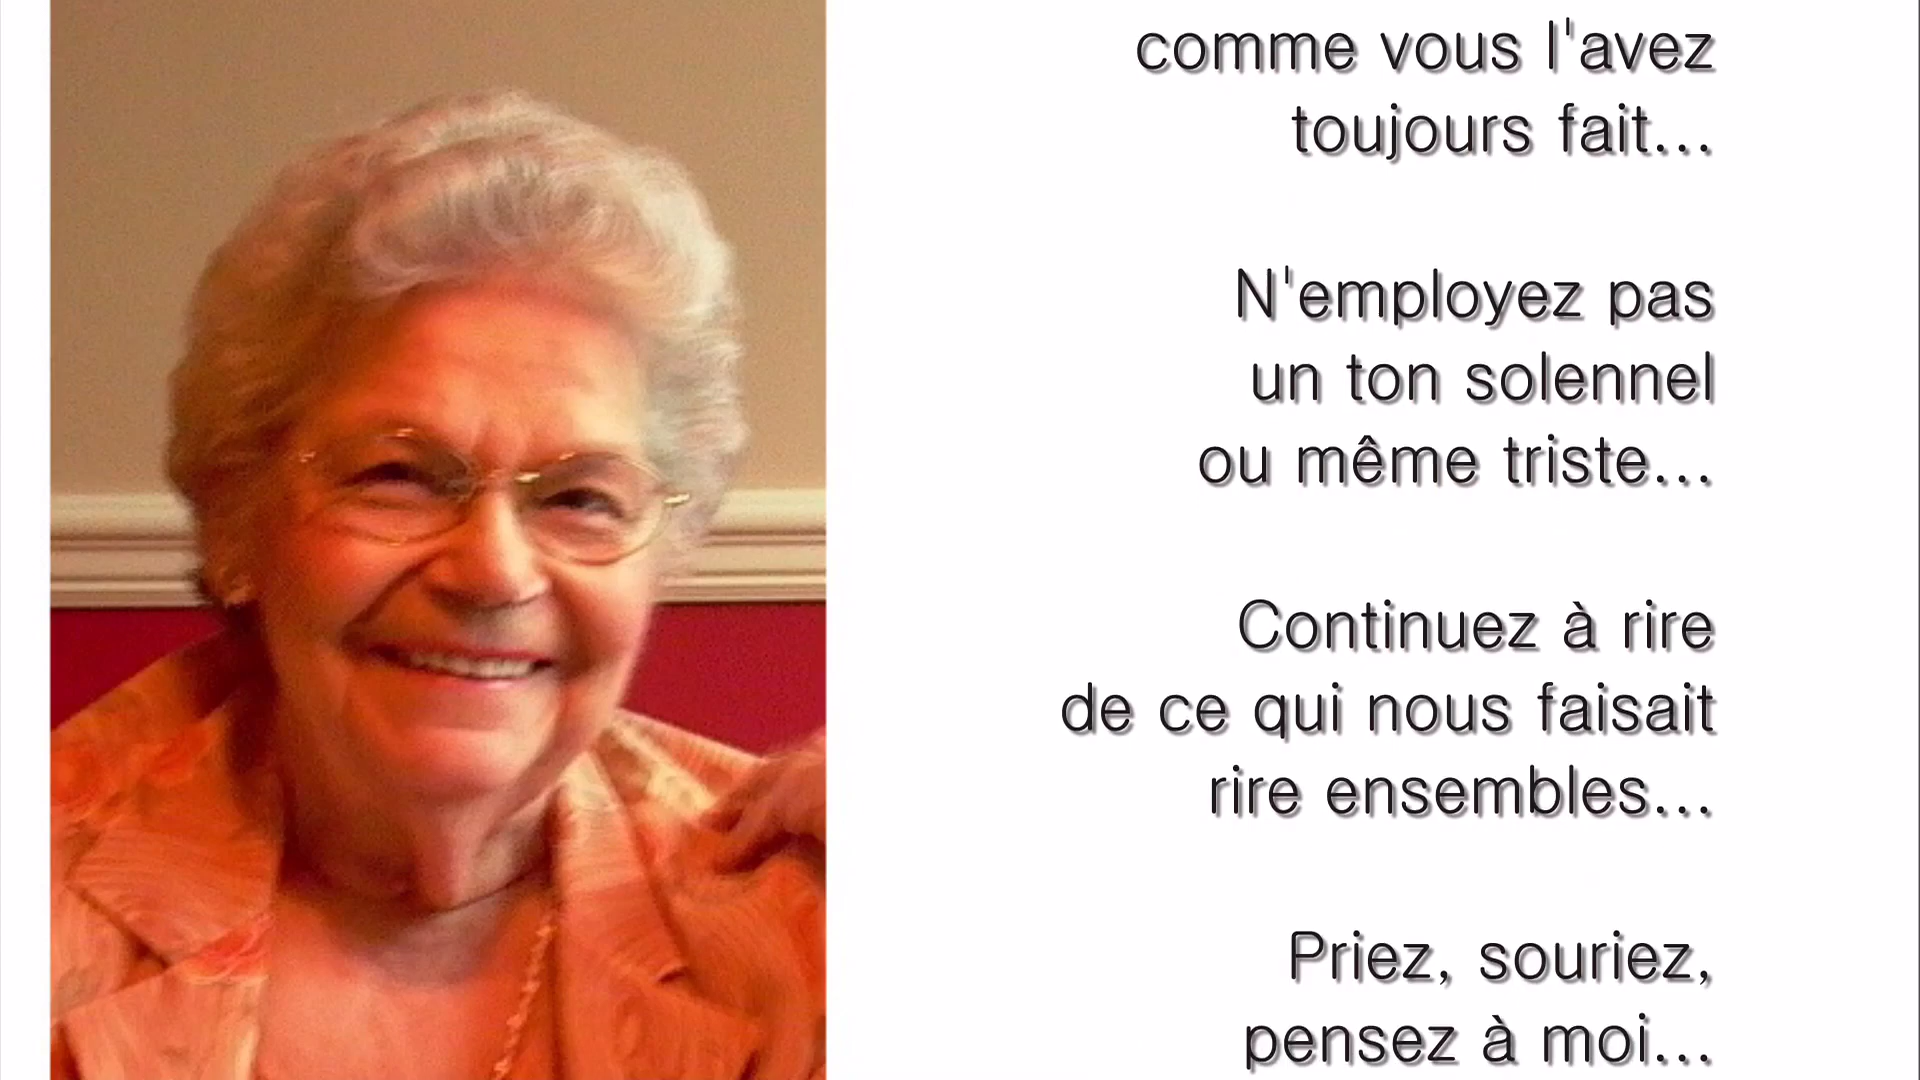 comme vous l'avez
toujours fait...
N'employez pas
un ton solennel
ou même triste...
Continuez à rire
de ce qui nous faisait
rire ensembles...
Priez, souriez,
pensez à moi...